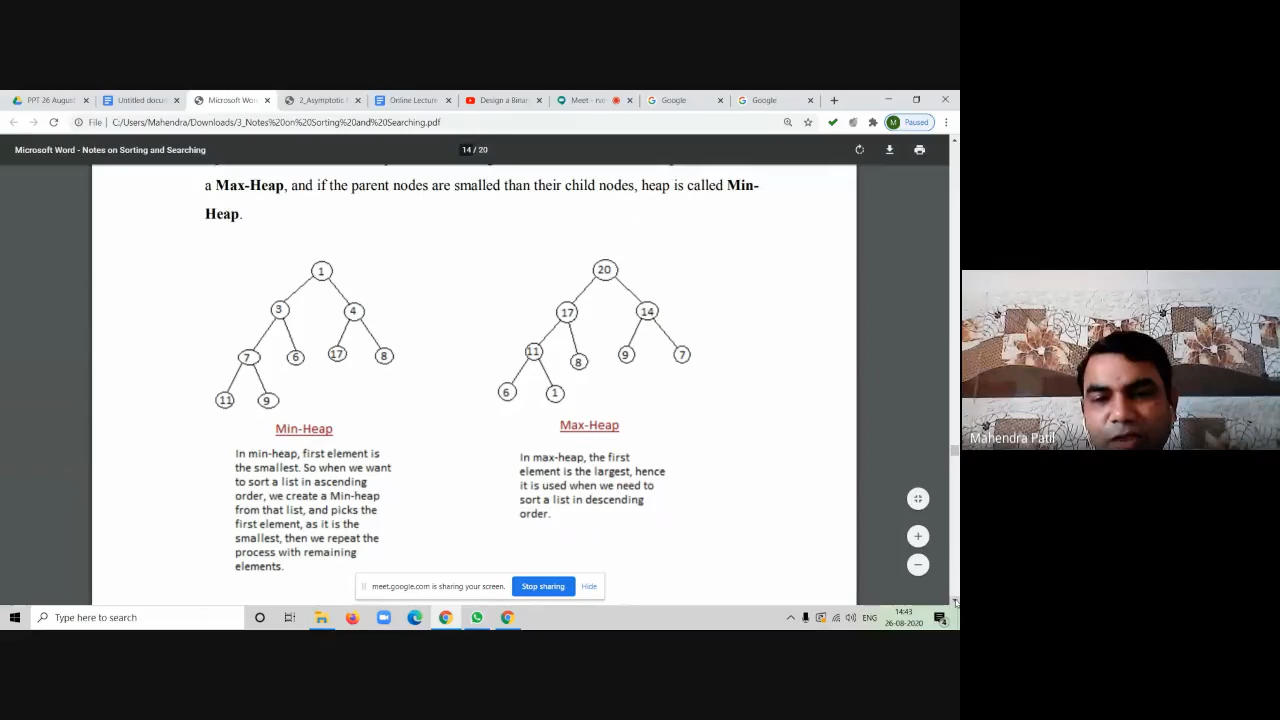 PPT 26 August
Untitled docu
Microsoft Wor
2_Asymptotic
Online Lecture
Design a Binar
Meet - rv
Google
Google
File | C:/Users/Mahendra/Downloads/3_Notes%20on%20Sorting%20and%20Searching.pdf
M Paused
Microsoft Word - Notes on Sorting and Searching
14 / 20
a Max-Heap, and if the parent nodes are smalled than their child nodes, heap is called Min-
Heap.
1
3 4
7 6 17 8
11 9
Min-Heap
In min-heap, first element is
the smallest. So when we want
to sort a list in ascending
order, we create a Min-heap
from that list, and picks the
first element, as it is the
smallest, then we repeat the
process with remaining
elements.
20
17 14
11 8 9 7
6 1
Max-Heap
In max-heap, the first
element is the largest, hence
it is used when we need to
sort a list in descending
order.
meet.google.com is sharing your screen.
Stop sharing
Hide
Mahendra Patil
Type here to search
ENG
14:43
26-08-2020
4